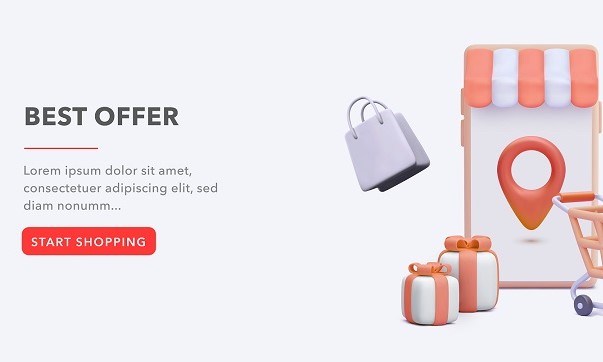 BEST OFFER
Lorem ipsum dolor sit amet,
consectetuer adipiscing elit, sed
diam nonumm...
START SHOPPING